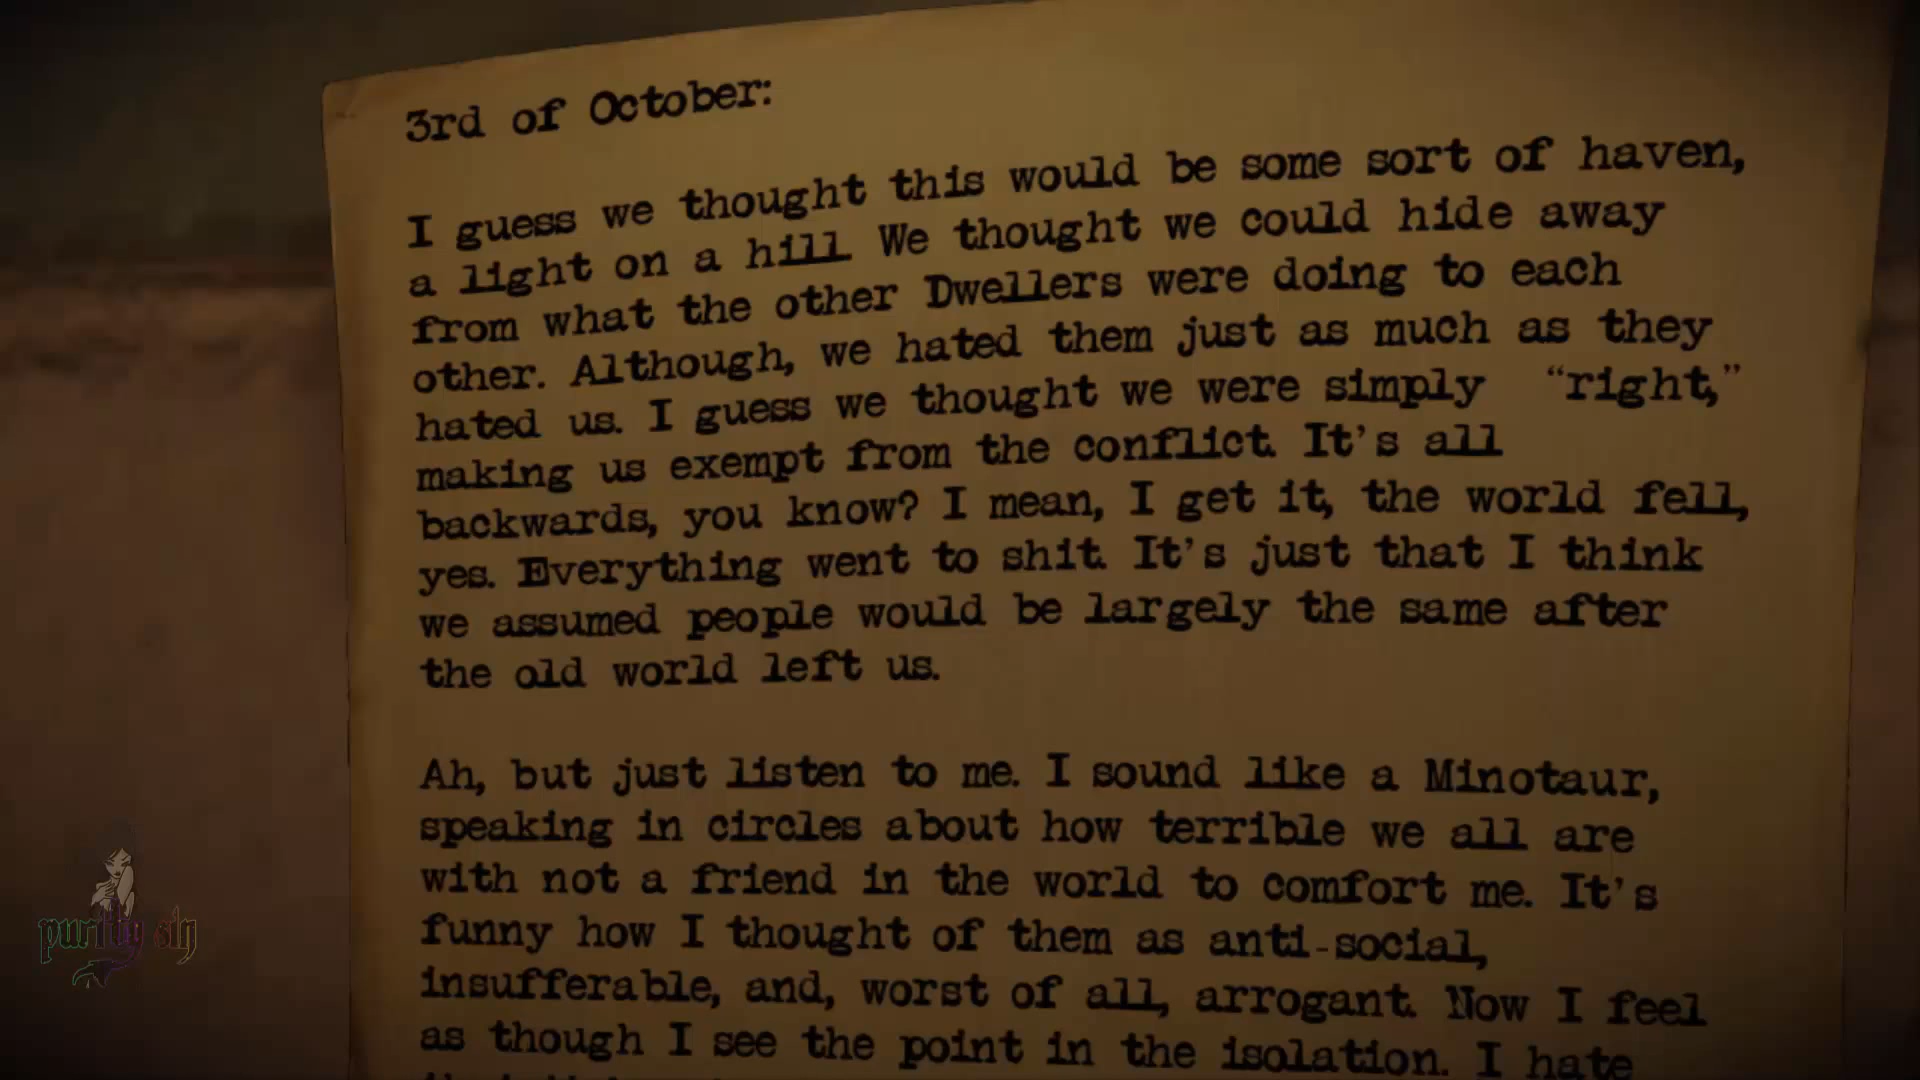 3rd of October:
I guess we thought this would be some sort of haven,
a light on a hill. We thought we could hide away
from what the other Dwellers were doing to each
other. Although, we hated them just as much as they
hated us. I guess we thought we were simply “right,”
making us exempt from the conflict. It's all
backwards, you know? I mean, I get it, the world fell,
yes. Everything went to shit. It's just that I think
we assumed people would be largely the same after
the old world left us.
Ah, but just listen to me. I sound like a Minotaur,
speaking in circles about how terrible we all are
with not a friend in the world to comfort me. It's
funny how I thought of them as anti-social,
insufferable, and, worst of all, arrogant. Now I feel
as though I see the point in the isolation. I hate
purity sin